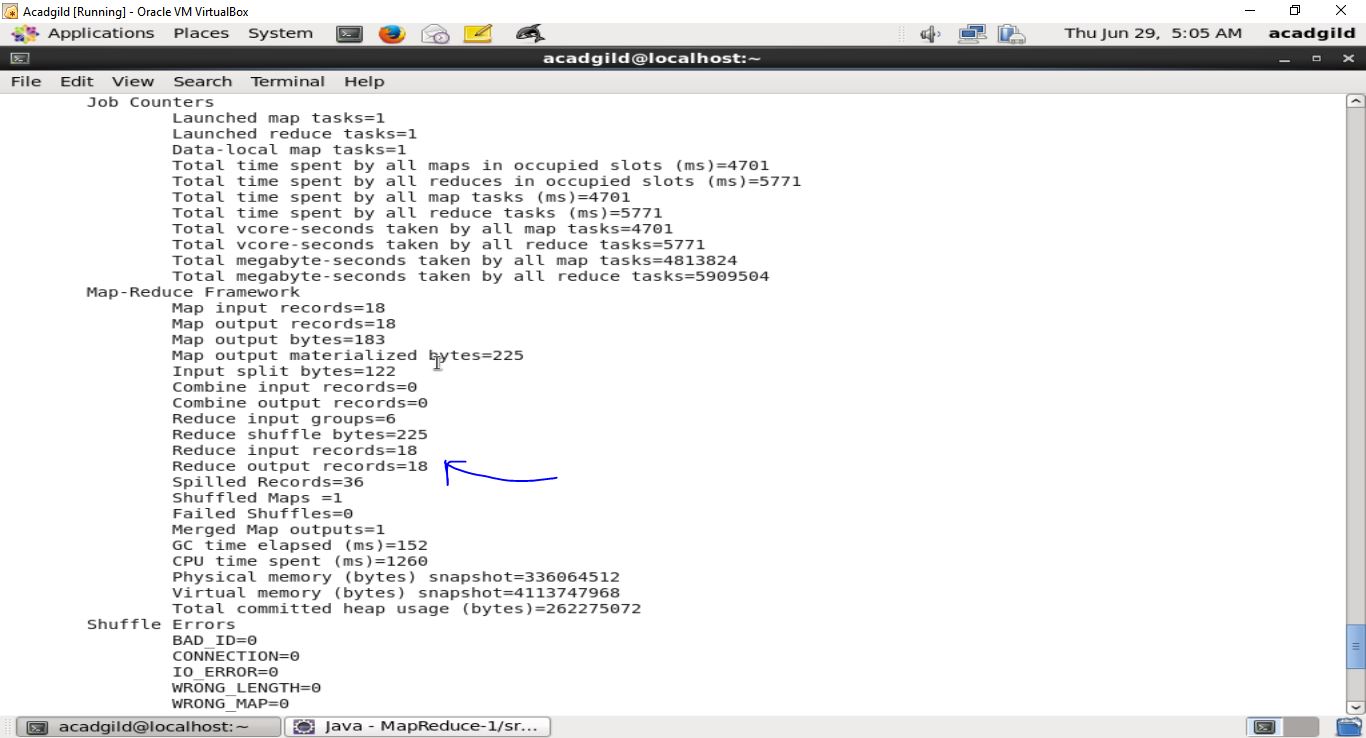 Acadgild [Running] - Oracle VM VirtualBox
Applications Places System Thu Jun 29, 5:05 AM acadgild
acadgild@localhost:~
File Edit View Search Terminal Help
Job Counters
Launched map tasks=1
Launched reduce tasks=1
Data-local map tasks=1
Total time spent by all maps in occupied slots (ms)=4701
Total time spent by all reduces in occupied slots (ms)=5771
Total time spent by all map tasks (ms)=4701
Total time spent by all reduce tasks (ms)=5771
Total vcore-seconds taken by all map tasks=4701
Total vcore-seconds taken by all reduce tasks=5771
Total megabyte-seconds taken by all map tasks=4813824
Total megabyte-seconds taken by all reduce tasks=5909504
Map-Reduce Framework
Map input records=18
Map output records=18
Map output bytes=183
Map output materialized bytes=225
Input split bytes=122
Combine input records=0
Combine output records=0
Reduce input groups=6
Reduce shuffle bytes=225
Reduce input records=18
Reduce output records=18
Spilled Records=36
Shuffled Maps =1
Failed Shuffles=0
Merged Map outputs=1
GC time elapsed (ms)=152
CPU time spent (ms)=1260
Physical memory (bytes) snapshot=336064512
Virtual memory (bytes) snapshot=4113747968
Total committed heap usage (bytes)=262275072
Shuffle Errors
BAD_ID=0
CONNECTION=0
IO_ERROR=0
WRONG_LENGTH=0
WRONG_MAP=0
acadgild@localhost:~ Java - MapReduce-1/sr...